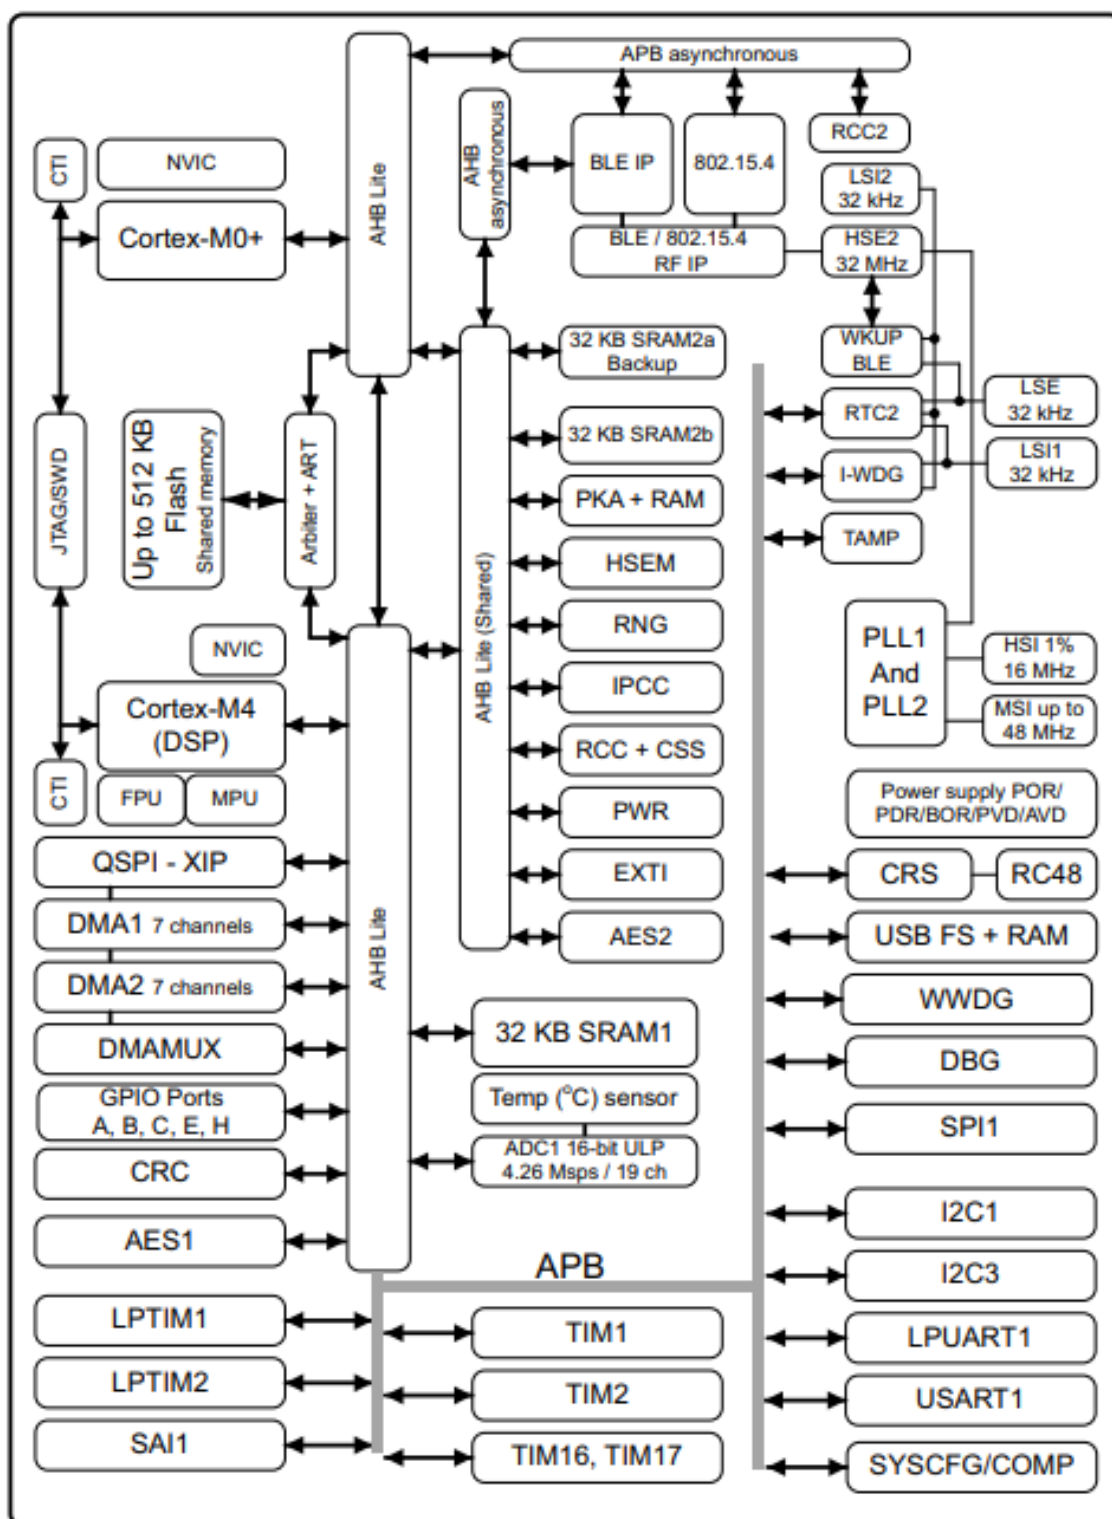 APB asynchronous
AHB Lite
AHB
asynchronous
BLE IP
802.15.4
RCC2
CTI
NVIC
LSI2
32 kHz
Cortex-M0+
BLE / 802.15.4
RF IP
HSE2
32 MHz
32 KB SRAM2a
Backup
WKUP
BLE
JTAG/SWD
Up to 512 KB
Flash
Shared memory
Arbiter + ART
AHB Lite (Shared)
32 KB SRAM2b
RTC2
LSE
32 kHz
PKA + RAM
I-WDG
LSI1
32 kHz
HSEM
TAMP
RNG
NVIC
PLL1
And
PLL2
HSI 1%
16 MHz
IPCC
Cortex-M4
(DSP)
MSI up to
48 MHz
RCC + CSS
CTI
FPU
MPU
PWR
Power supply POR/
PDR/BOR/PVD/AVD
QSPI - XIP
EXTI
CRS
RC48
DMA1 7 channels
AHB Lite
AES2
USB FS + RAM
DMA2 7 channels
WWDG
DMAMUX
32 KB SRAM1
DBG
GPIO Ports
A, B, C, E, H
Temp (°C) sensor
SPI1
CRC
ADC1 16-bit ULP
4.26 Msps / 19 ch
AES1
I2C1
APB
I2C3
LPTIM1
TIM1
LPUART1
LPTIM2
TIM2
USART1
SAI1
TIM16, TIM17
SYSCFG/COMP